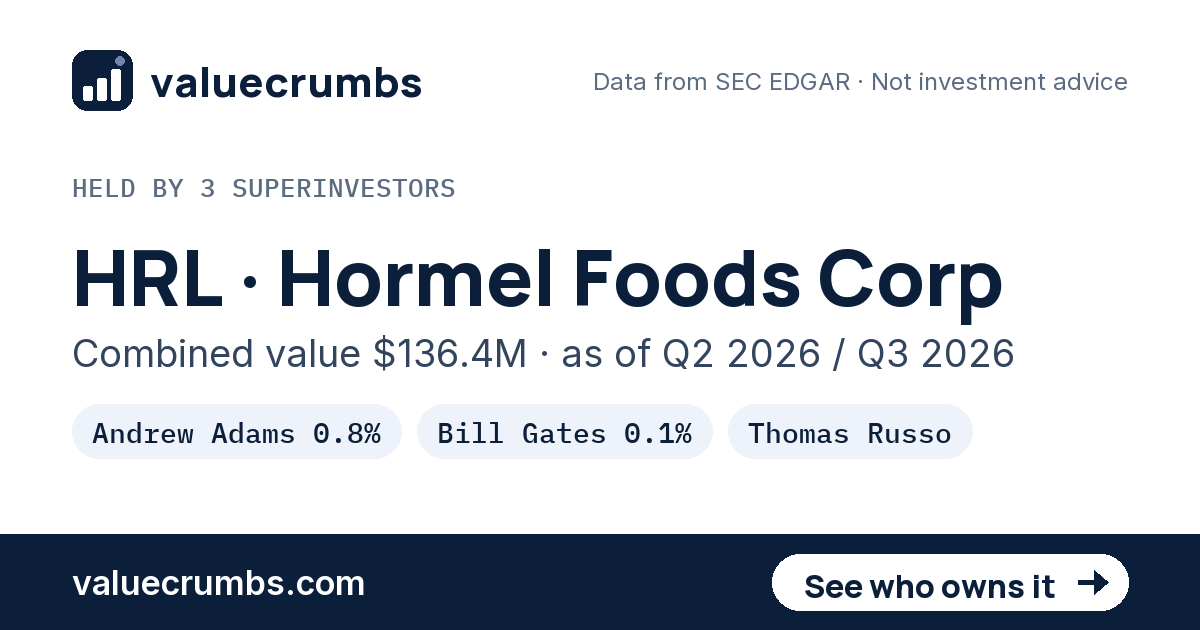 valuecrumbs
Data from SEC EDGAR · Not investment advice
HELD BY 3 SUPERINVESTORS
HRL · Hormel Foods Corp
Combined value $136.4M · as of Q2 2026 / Q3 2026
Andrew Adams 0.8% Bill Gates 0.1% Thomas Russo
valuecrumbs.com
See who owns it →